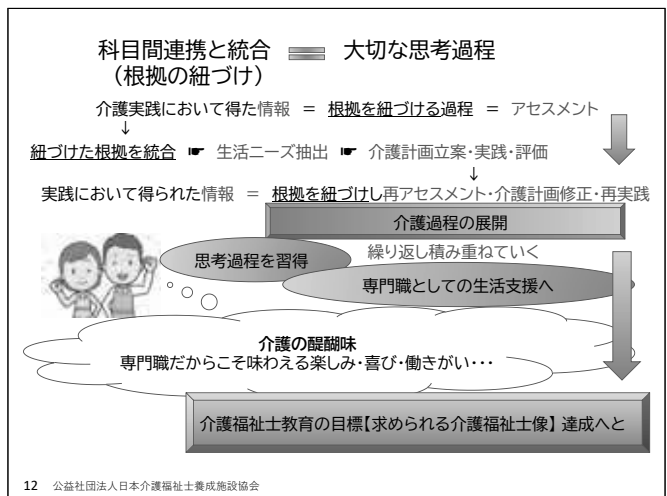 科目間連携と統合 = 大切な思考過程
(根拠の紐づけ)
介護実践において得た情報 = 根拠を紐づける過程 = アセスメント
↓
紐づけた根拠を統合 ☛ 生活ニーズ抽出 ☛ 介護計画立案・実践・評価
↓
実践において得られた情報 = 根拠を紐づけし再アセスメント・介護計画修正・再実践
介護過程の展開
思考過程を習得
繰り返し積み重ねていく
専門職としての生活支援へ
介護の醍醐味
専門職だからこそ味わえる楽しみ・喜び・働きがい・・・
介護福祉士教育の目標【求められる介護福祉士像】達成へと
12 公益社団法人日本介護福祉士養成施設協会